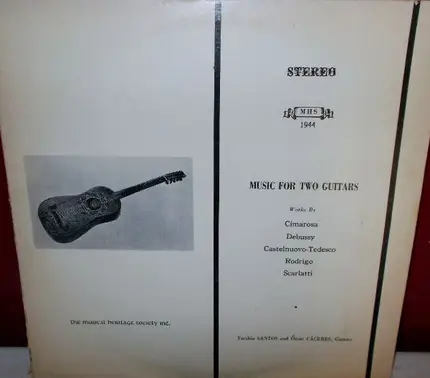 STEREO
MHS
1944
MUSIC FOR TWO GUITARS
Works By
Cimarosa
Debussy
Castelnuovo-Tedesco
Rodrigo
Scarlatti
the musical heritage society inc.
Turibio SANTOS and Óscar CÁCERES, Guitars